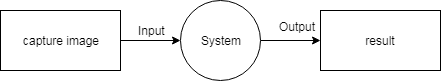 capture image
Input
System
Output
result